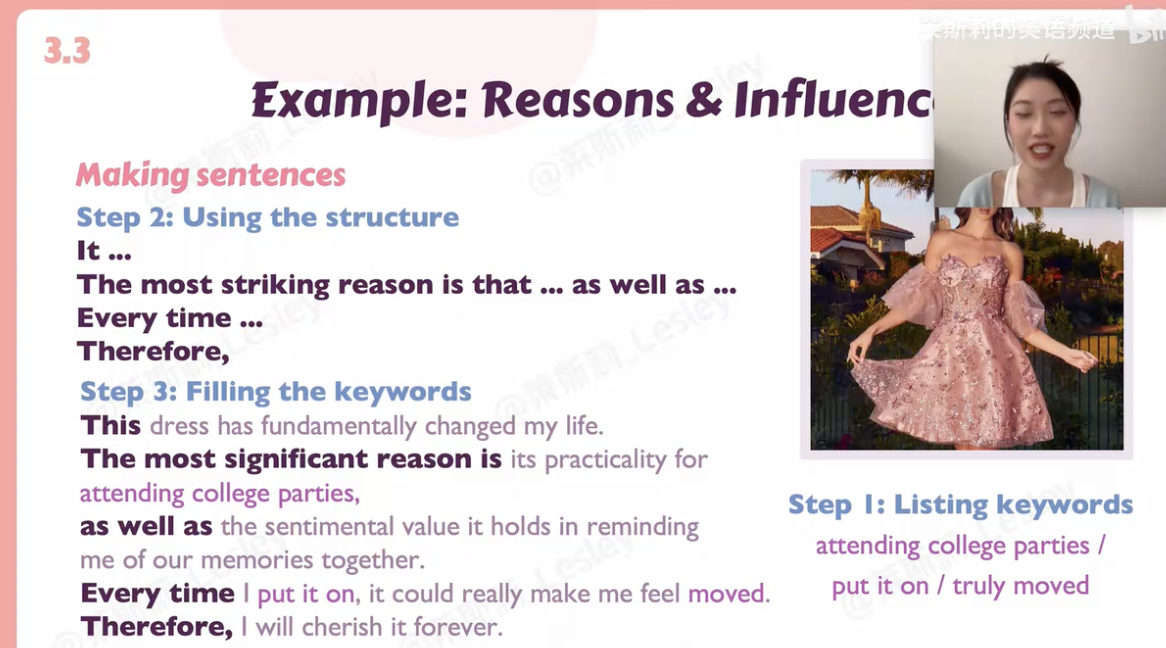 莱斯莉的英语频道
3.3
Example: Reasons & Influenc
Making sentences
Step 2: Using the structure
It ...
The most striking reason is that ... as well as ...
Every time ...
Therefore,
Step 3: Filling the keywords
This dress has fundamentally changed my life.
The most significant reason is its practicality for
attending college parties,
as well as the sentimental value it holds in reminding
me of our memories together.
Every time I put it on, it could really make me feel moved.
Therefore, I will cherish it forever.
Step 1: Listing keywords
attending college parties /
put it on / truly moved
@莱斯莉_Lesley